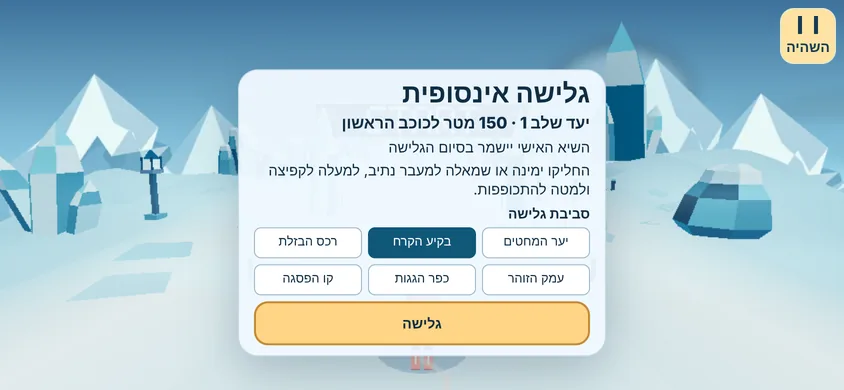 השהיה
גלישה אינסופית
יעד שלב 1 · 150 מטר לכוכב הראשון
השיא האישי יישמר בסיום הגלישה
החליקו ימינה או שמאלה למעבר נתיב, למעלה לקפיצה
ולמטה להתכופפות.
סביבת גלישה
יער המחטים
בקיע הקרח
רכס הבזלת
עמק הזוהר
כפר הגגות
קו הפסגה
גלישה